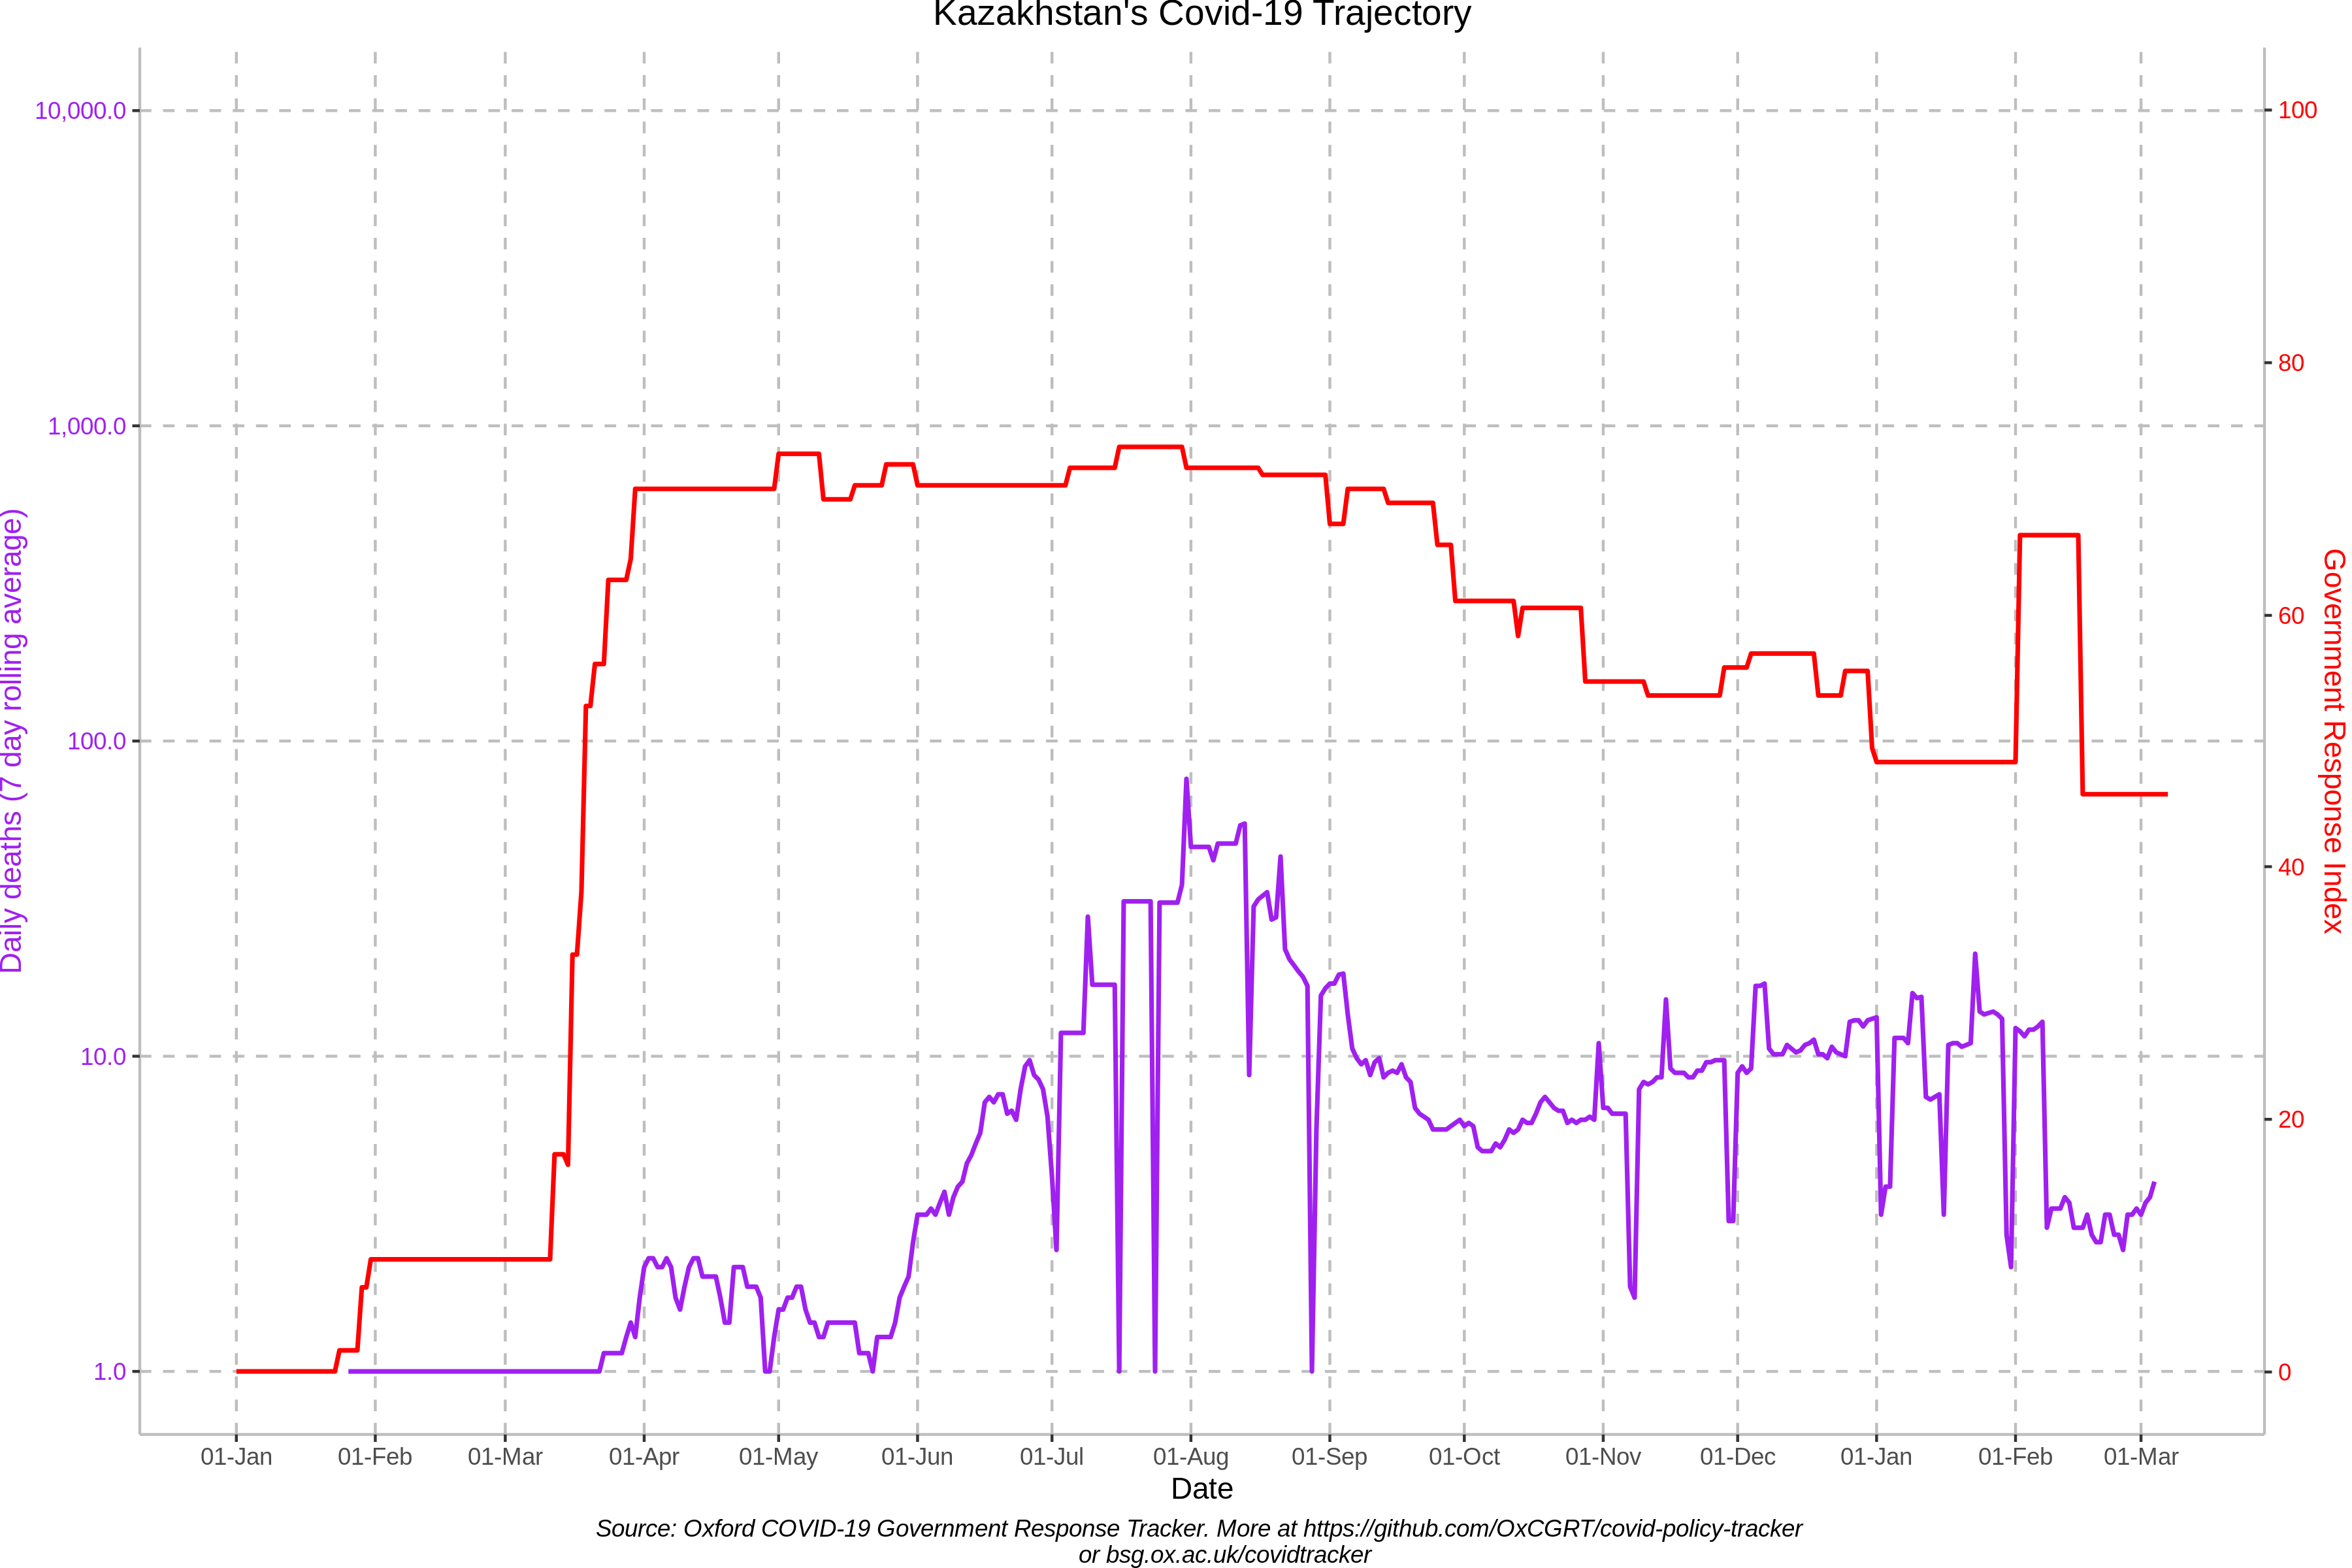 Kazakhstan's Covid-19 Trajectory
10,000.0
1,000.0
100.0
10.0
1.0
Daily deaths (7 day rolling average)
100
80
60
40
20
0
Government Response Index
01-Jan 01-Feb 01-Mar 01-Apr 01-May 01-Jun 01-Jul 01-Aug 01-Sep 01-Oct 01-Nov 01-Dec 01-Jan 01-Feb 01-Mar
Date
Source: Oxford COVID-19 Government Response Tracker. More at https://github.com/OxCGRT/covid-policy-tracker
or bsg.ox.ac.uk/covidtracker